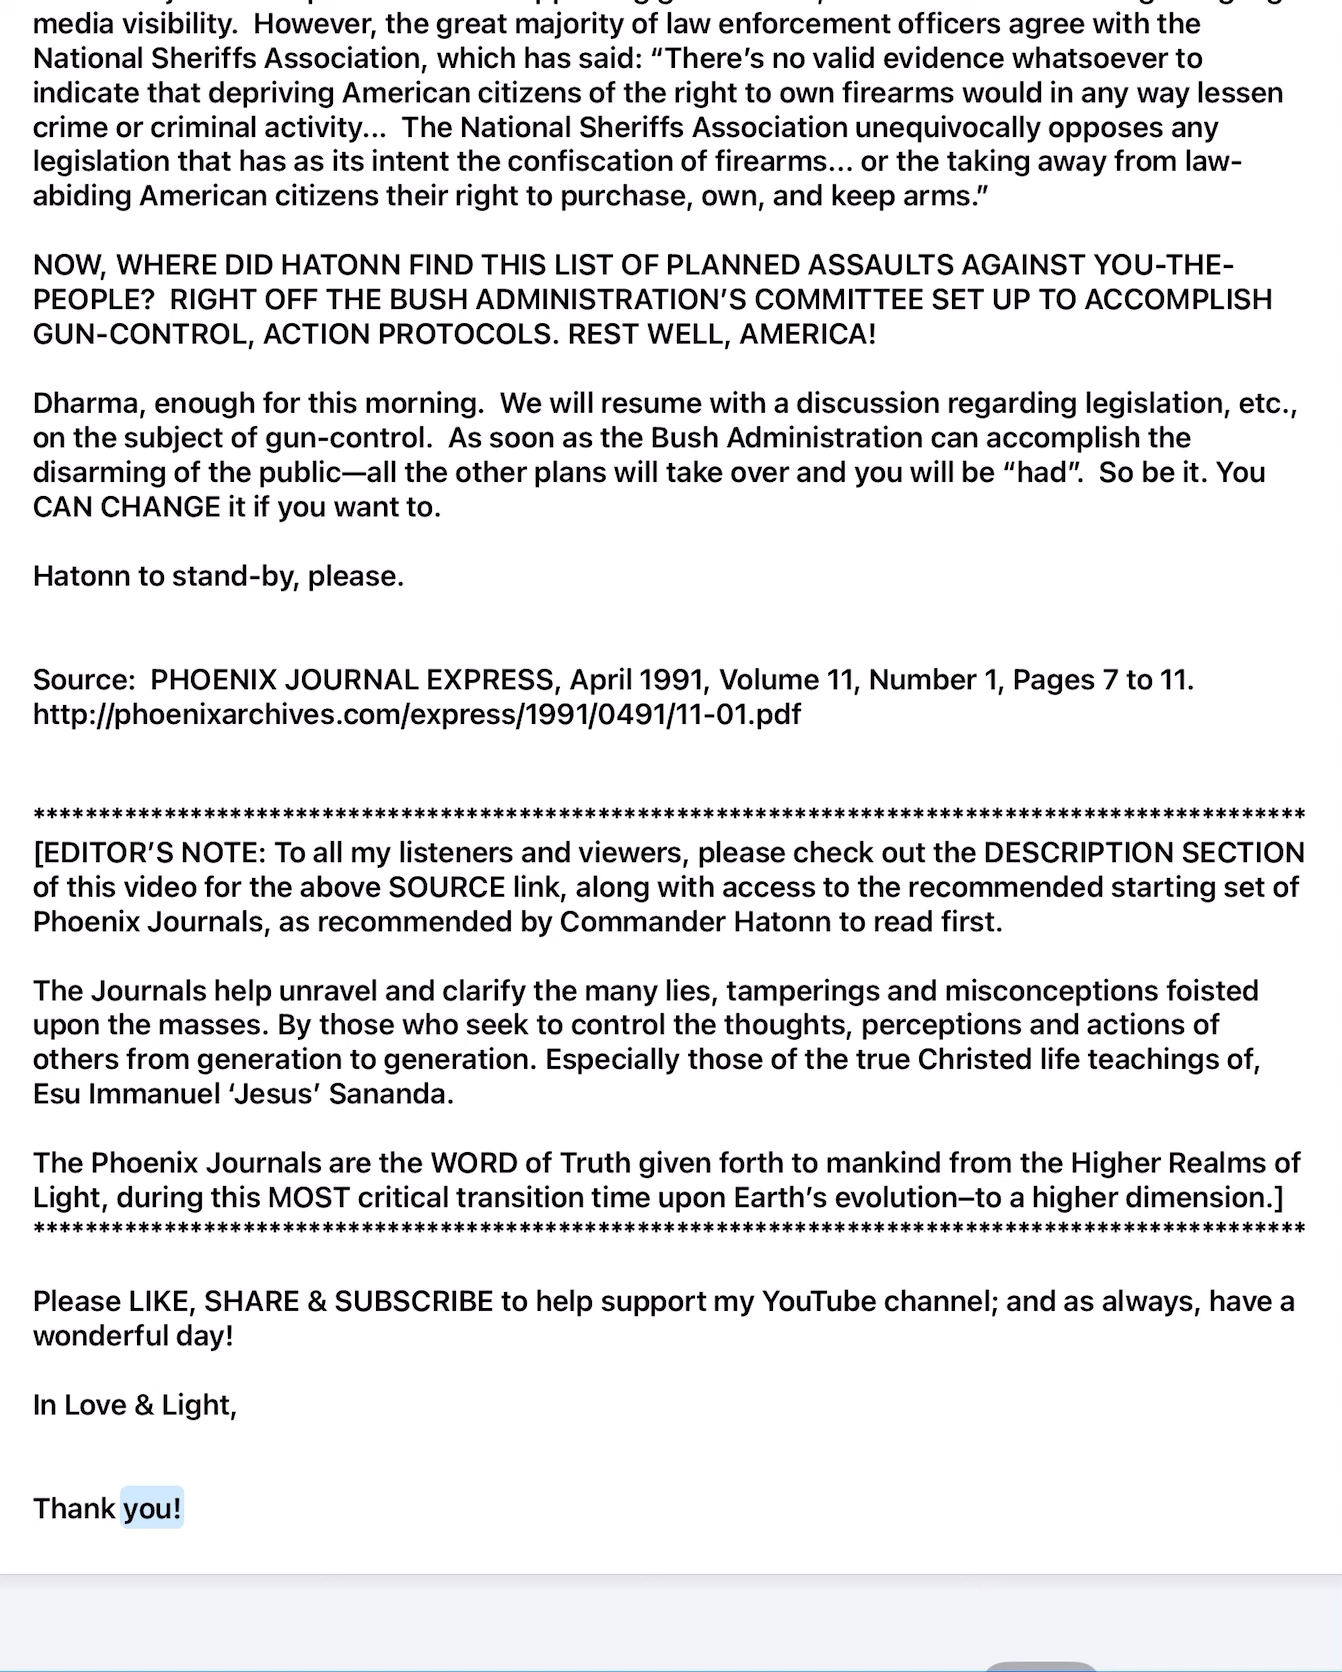 media visibility.  However, the great majority of law enforcement officers agree with the
National Sheriffs Association, which has said: “There’s no valid evidence whatsoever to
indicate that depriving American citizens of the right to own firearms would in any way lessen
crime or criminal activity...  The National Sheriffs Association unequivocally opposes any
legislation that has as its intent the confiscation of firearms... or the taking away from law-
abiding American citizens their right to purchase, own, and keep arms.”
NOW, WHERE DID HATONN FIND THIS LIST OF PLANNED ASSAULTS AGAINST YOU-THE-
PEOPLE?  RIGHT OFF THE BUSH ADMINISTRATION’S COMMITTEE SET UP TO ACCOMPLISH
GUN-CONTROL, ACTION PROTOCOLS. REST WELL, AMERICA!
Dharma, enough for this morning.  We will resume with a discussion regarding legislation, etc.,
on the subject of gun-control.  As soon as the Bush Administration can accomplish the
disarming of the public—all the other plans will take over and you will be “had”.  So be it. You
CAN CHANGE it if you want to.
Hatonn to stand-by, please.
Source:  PHOENIX JOURNAL EXPRESS, April 1991, Volume 11, Number 1, Pages 7 to 11.
http://phoenixarchives.com/express/1991/0491/11-01.pdf
**************************************************************************************************
[EDITOR’S NOTE: To all my listeners and viewers, please check out the DESCRIPTION SECTION
of this video for the above SOURCE link, along with access to the recommended starting set of
Phoenix Journals, as recommended by Commander Hatonn to read first.
The Journals help unravel and clarify the many lies, tamperings and misconceptions foisted
upon the masses. By those who seek to control the thoughts, perceptions and actions of
others from generation to generation. Especially those of the true Christed life teachings of,
Esu Immanuel ‘Jesus’ Sananda.
The Phoenix Journals are the WORD of Truth given forth to mankind from the Higher Realms of
Light, during this MOST critical transition time upon Earth’s evolution—to a higher dimension.]
**************************************************************************************************
Please LIKE, SHARE & SUBSCRIBE to help support my YouTube channel; and as always, have a
wonderful day!
In Love & Light,
Thank you!